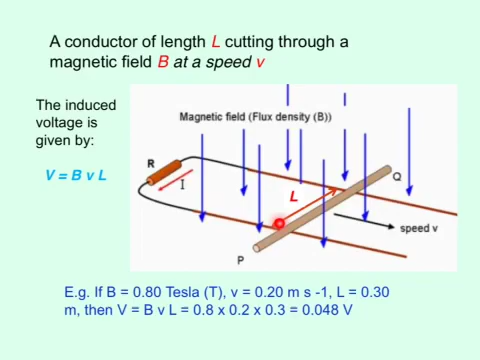 A conductor of length L cutting through a
magnetic field B at a speed v
The induced
voltage is
given by:
V = B v L
Magnetic field (Flux density (B))
R
I
L
Q
speed v
P
E.g. If B = 0.80 Tesla (T), v = 0.20 m s -1, L = 0.30
m, then V = B v L = 0.8 x 0.2 x 0.3 = 0.048 V